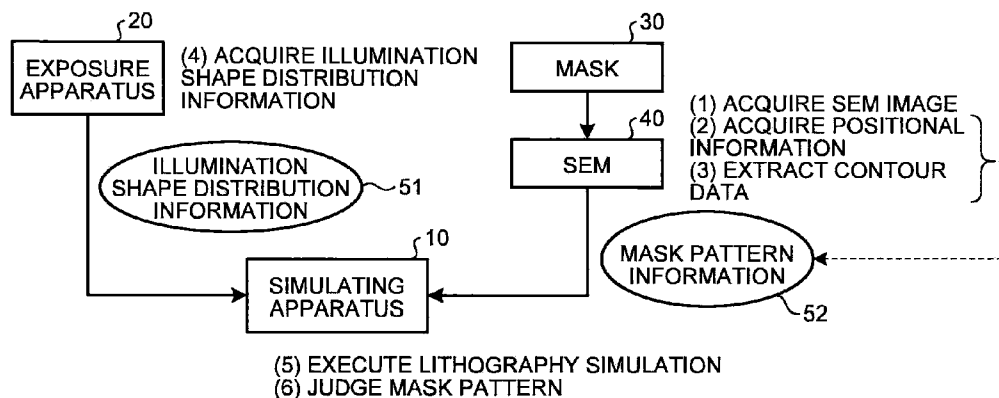 20
EXPOSURE
APPARATUS
(4) ACQUIRE ILLUMINATION
SHAPE DISTRIBUTION
INFORMATION
30
MASK
40
SEM
(1) ACQUIRE SEM IMAGE
(2) ACQUIRE POSITIONAL
INFORMATION
(3) EXTRACT CONTOUR
DATA
ILLUMINATION
SHAPE DISTRIBUTION
INFORMATION
51
10
SIMULATING
APPARATUS
MASK PATTERN
INFORMATION
52
(5) EXECUTE LITHOGRAPHY SIMULATION
(6) JUDGE MASK PATTERN